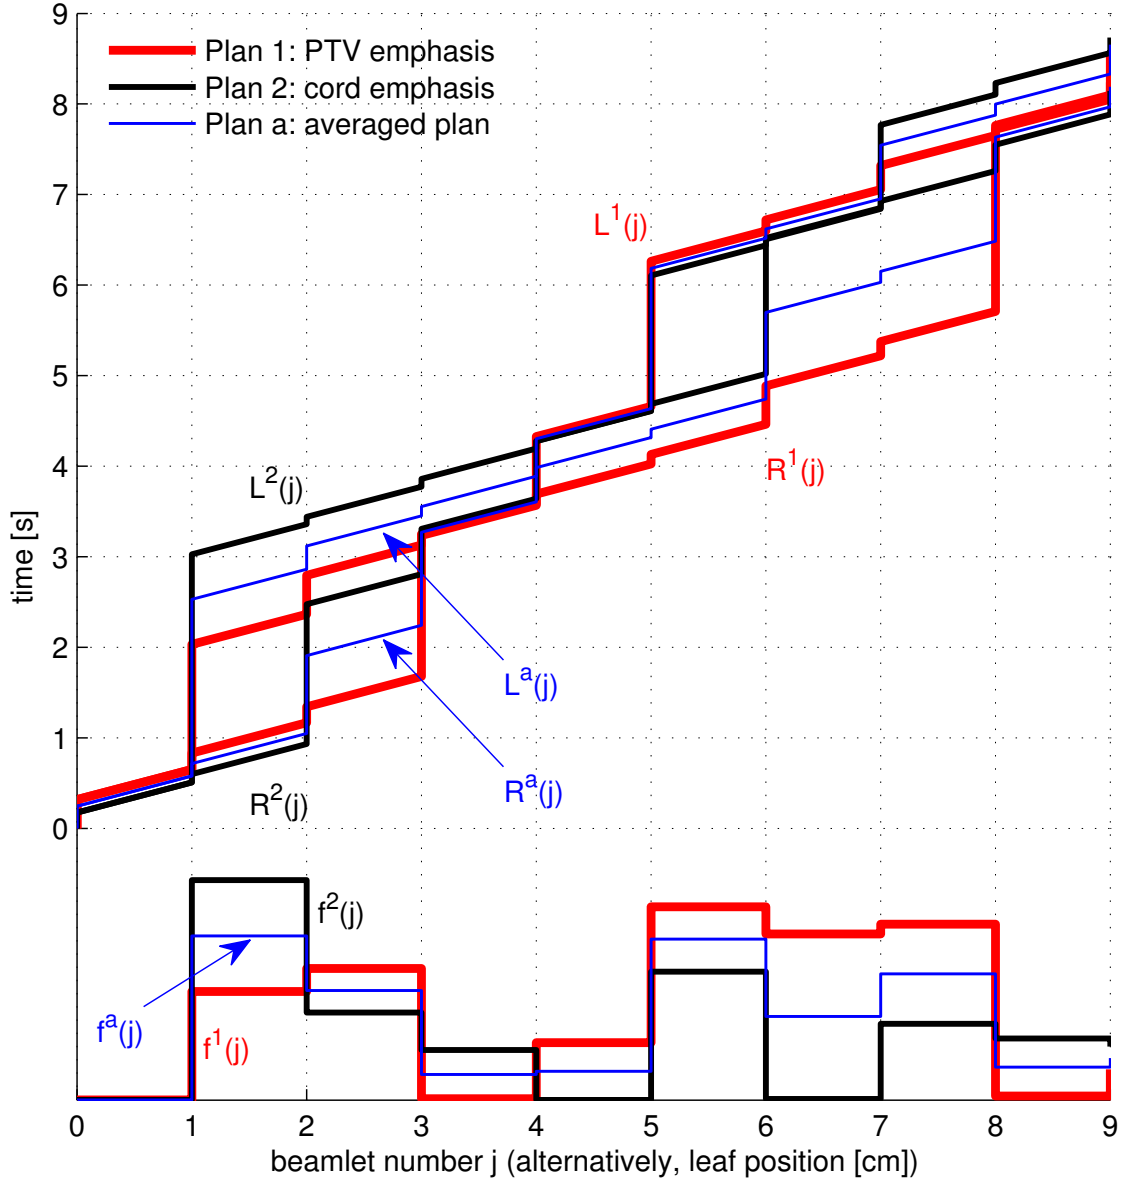 9
Plan 1: PTV emphasis
Plan 2: cord emphasis
Plan a: averaged plan
8
7
L¹(j)
6
5
R¹(j)
L²(j)
4
time [s]
3
2
Lᵃ(j)
1
Rᵃ(j)
R²(j)
0
f²(j)
fᵃ(j)
f¹(j)
0 1 2 3 4 5 6 7 8 9
beamlet number j (alternatively, leaf position [cm])